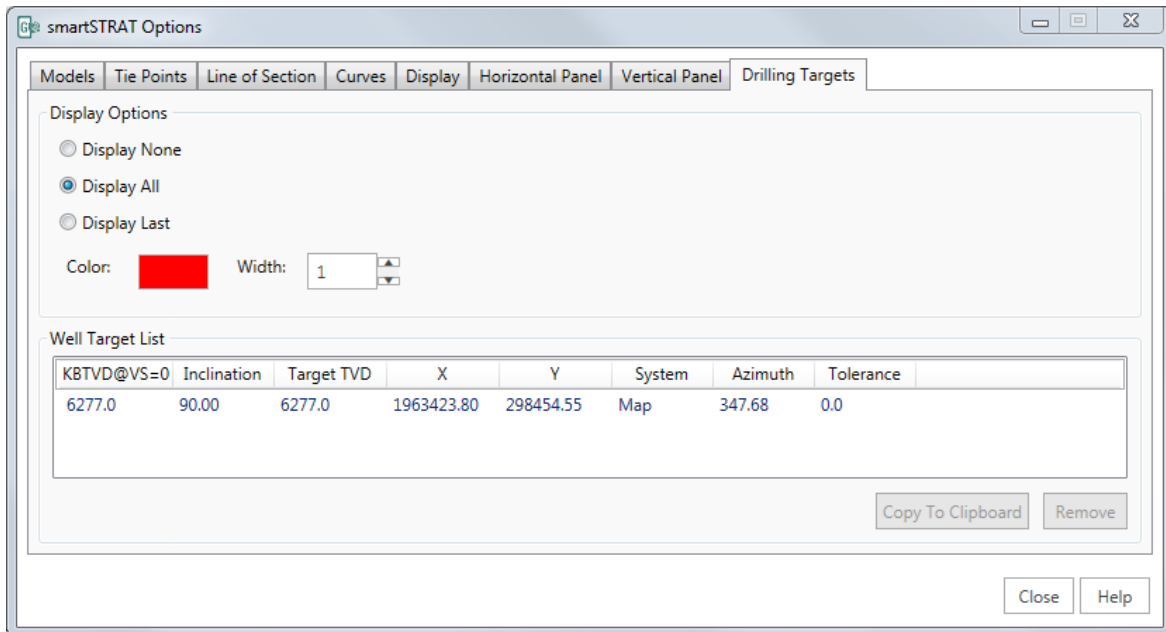 smartSTRAT Options
Models Tie Points Line of Section Curves Display Horizontal Panel Vertical Panel Drilling Targets
Display Options
Display None
Display All
Display Last
Color: Width: 1
Well Target List
KBTVD@VS=0 Inclination Target TVD X Y System Azimuth Tolerance
6277.0 90.00 6277.0 1963423.80 298454.55 Map 347.68 0.0
Copy To Clipboard Remove
Close Help